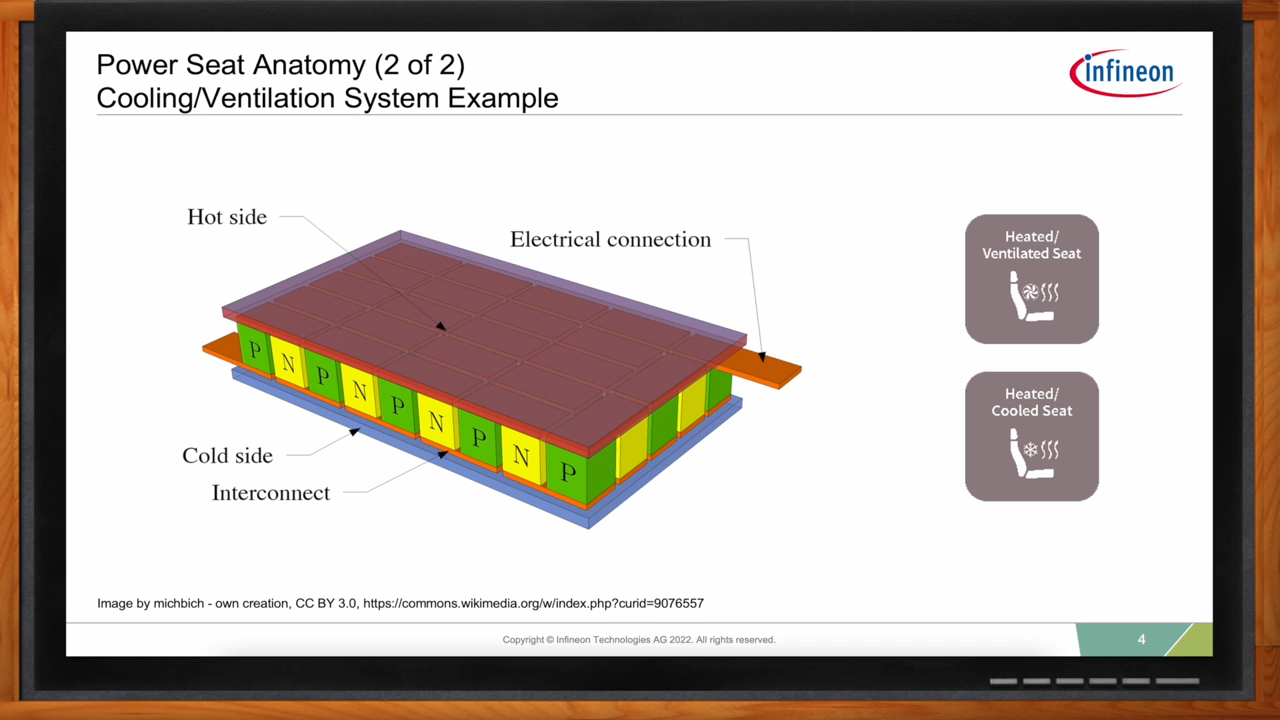 Power Seat Anatomy (2 of 2)
Cooling/Ventilation System Example
infineon
Hot side
Electrical connection
P
N
P
N
P
N
P
N
P
Cold side
Interconnect
Heated/
Ventilated Seat
Heated/
Cooled Seat
Image by michbich - own creation, CC BY 3.0, https://commons.wikimedia.org/w/index.php?curid=9076557
Copyright © Infineon Technologies AG 2022. All rights reserved.
4